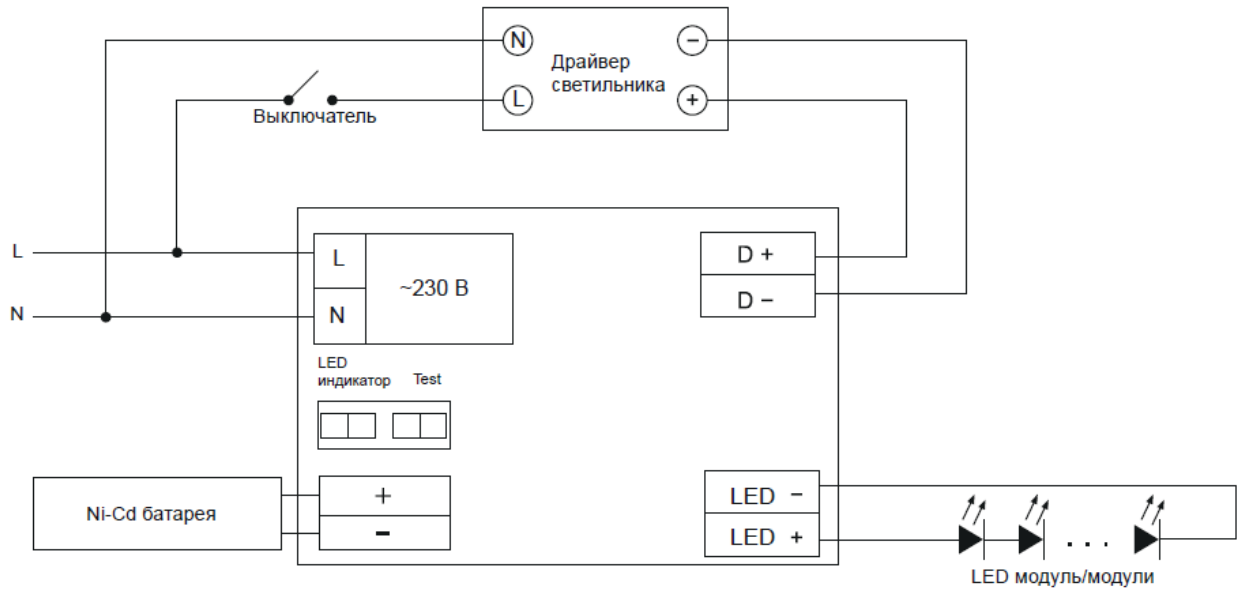 N
−
Драйвер
светильника
L
+
Выключатель
L
L
~230 В
D +
N
N
D −
LED
индикатор
Test
Ni-Cd батарея
+
−
LED −
LED +
. . .
LED модуль/модули